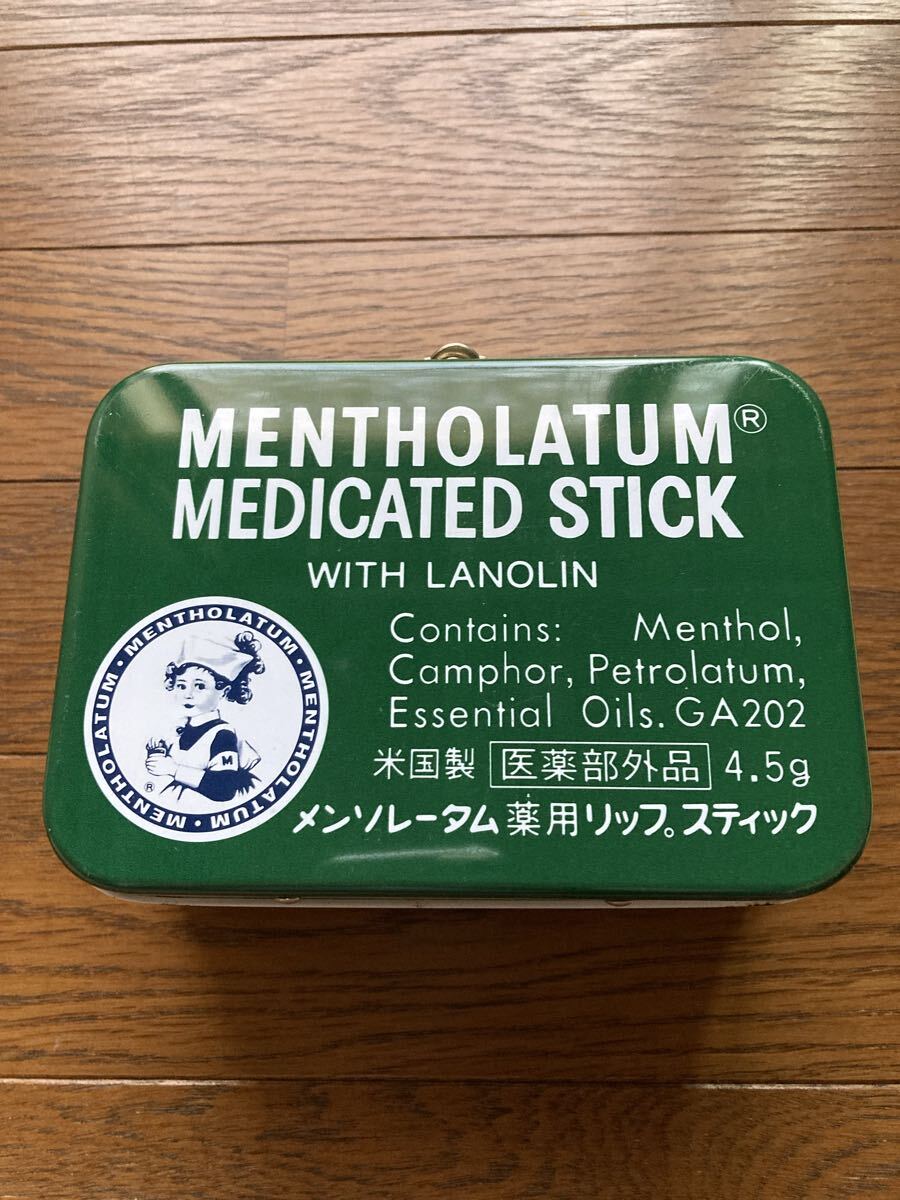 MENTHOLATUM®
MEDICATED STICK
WITH LANOLIN
Contains: Menthol,
Camphor, Petrolatum,
Essential Oils. GA202
米国製 医薬部外品 4.5g
メンソレータム薬用リップスティック
MENTHOLATUM · MENTHOLATUM · MENTHOLATUM · MENTHOLATUM ·
M
®